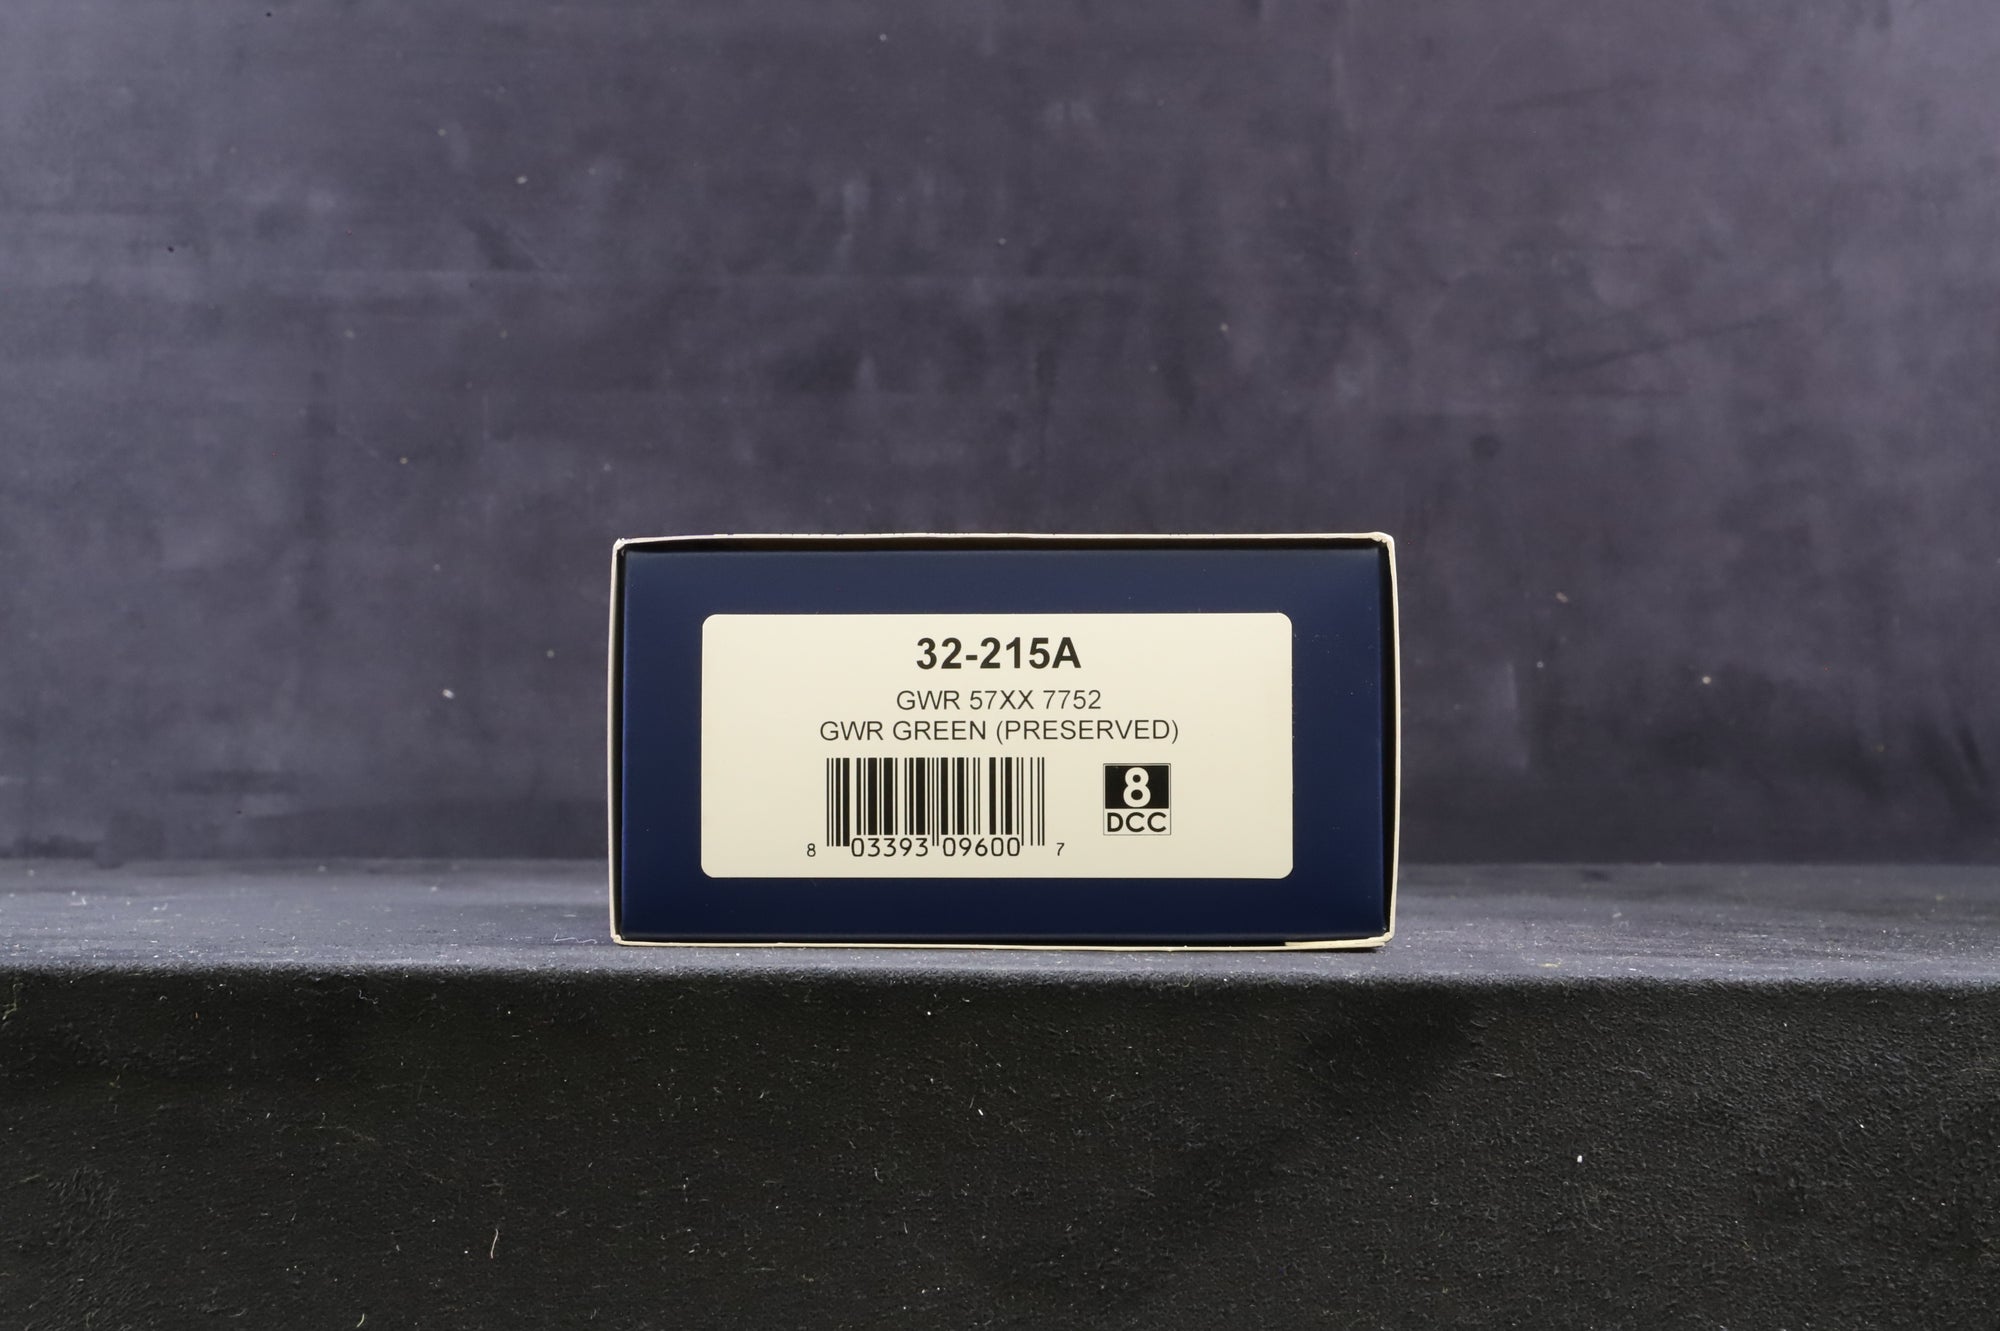 32-215A
GWR 57XX 7752
GWR GREEN (PRESERVED)
8 03393 09600 7
8
DCC